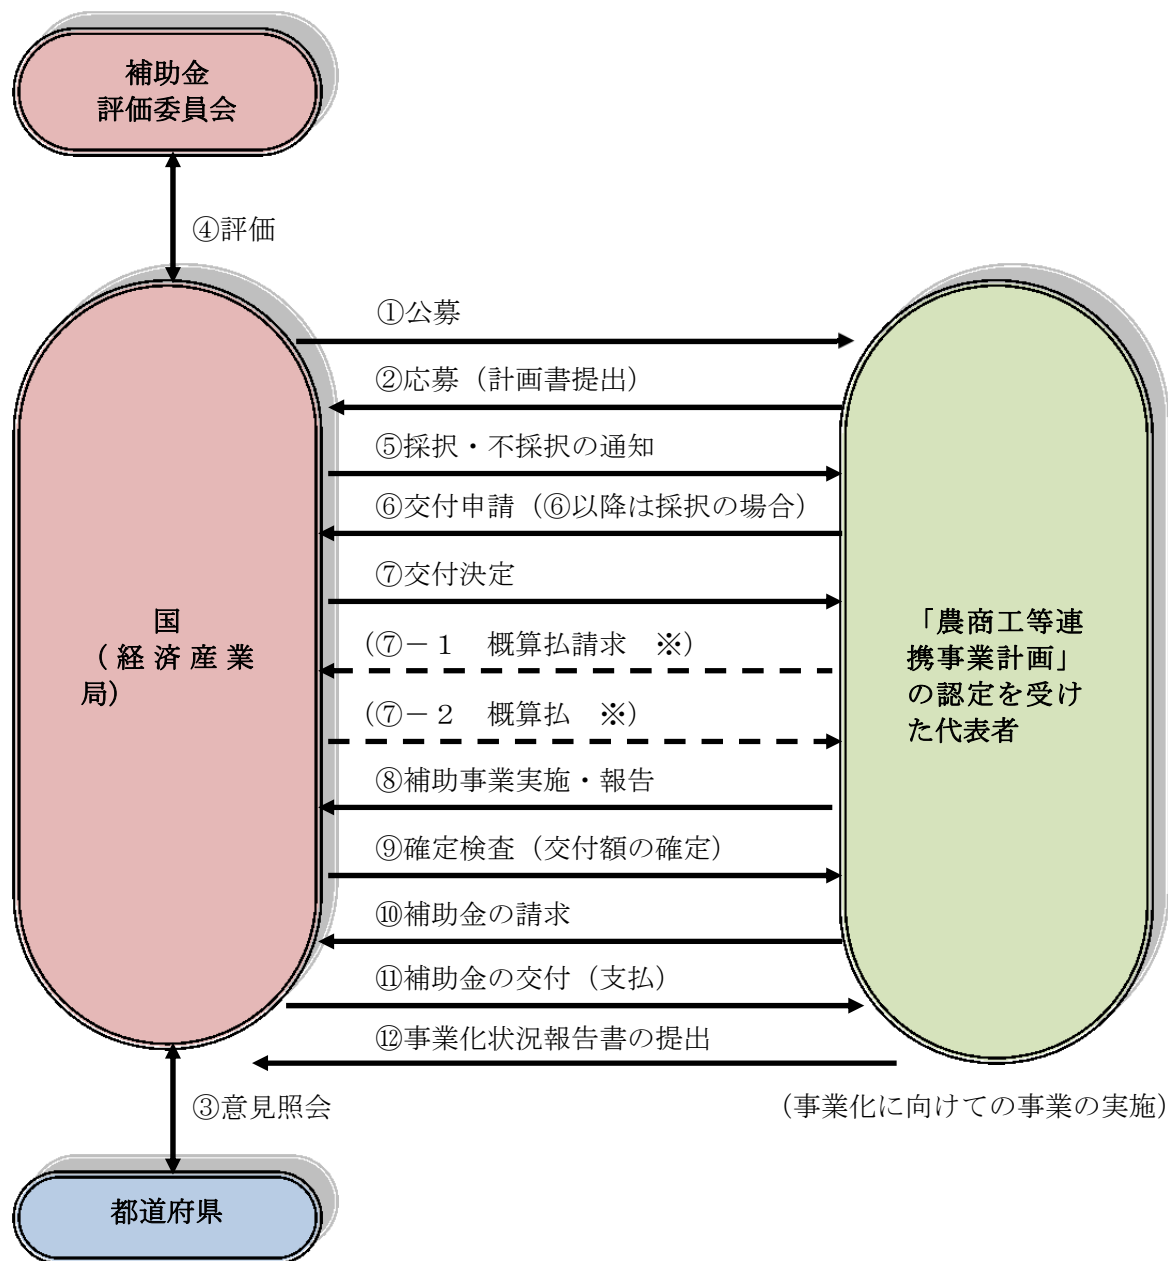 補助金
評価委員会
④評価
①公募
②応募（計画書提出）
⑤採択・不採択の通知
⑥交付申請（⑥以降は採択の場合）
⑦交付決定
（⑦－１　概算払請求　※）
（⑦－２　概算払　※）
⑧補助事業実施・報告
⑨確定検査（交付額の確定）
⑩補助金の請求
⑪補助金の交付（支払）
⑫事業化状況報告書の提出
国
（経済産業
局）
「農商工等連
携事業計画」
の認定を受け
た代表者
③意見照会
（事業化に向けての事業の実施）
都道府県